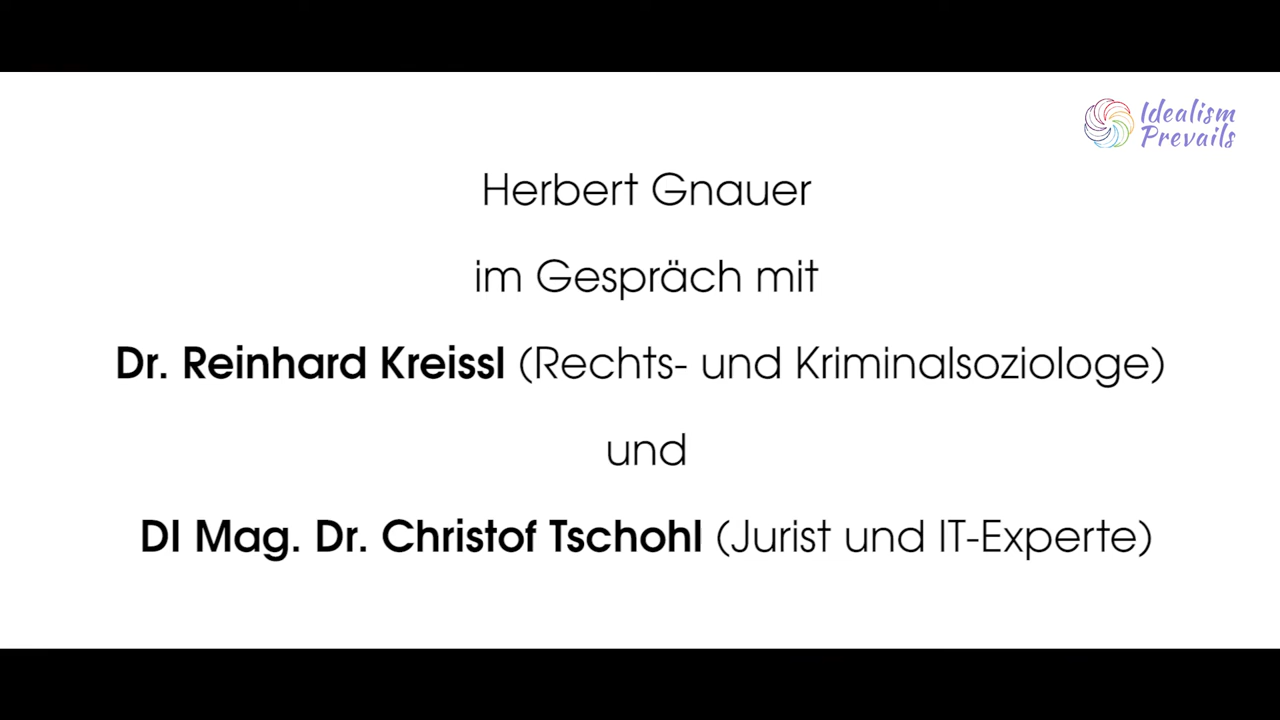 Idealism
Prevails
Herbert Gnauer
im Gespräch mit
Dr. Reinhard Kreissl (Rechts- und Kriminalsoziologe)
und
DI Mag. Dr. Christof Tschohl (Jurist und IT-Experte)